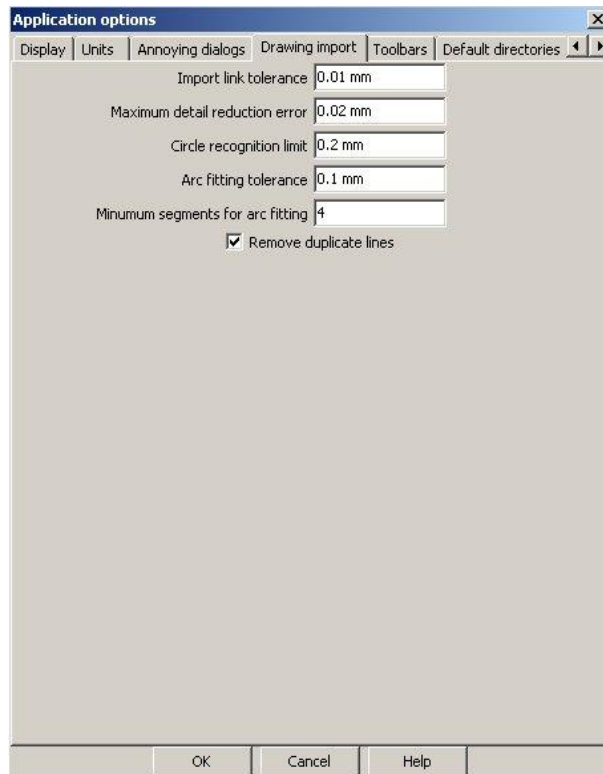 Application options
Display Units Annoying dialogs Drawing import Toolbars Default directories
Import link tolerance 0.01 mm
Maximum detail reduction error 0.02 mm
Circle recognition limit 0.2 mm
Arc fitting tolerance 0.1 mm
Minumum segments for arc fitting 4
Remove duplicate lines
OK Cancel Help